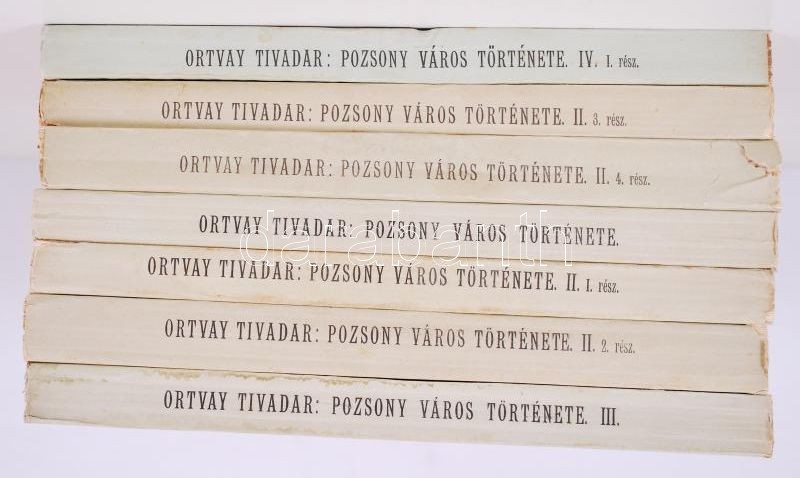 ORTVAY TIVADAR: POZSONY VÁROS TÖRTÉNETE. IV. I. rész.
ORTVAY TIVADAR: POZSONY VÁROS TÖRTÉNETE. II. 3. rész.
ORTVAY TIVADAR: POZSONY VÁROS TÖRTÉNETE. II. 4. rész.
ORTVAY TIVADAR: POZSONY VÁROS TÖRTÉNETE.
darabanth
ORTVAY TIVADAR: POZSONY VÁROS TÖRTÉNETE. II. I. rész.
ORTVAY TIVADAR: POZSONY VÁROS TÖRTÉNETE. II. 2. rész.
ORTVAY TIVADAR: POZSONY VÁROS TÖRTÉNETE. III.